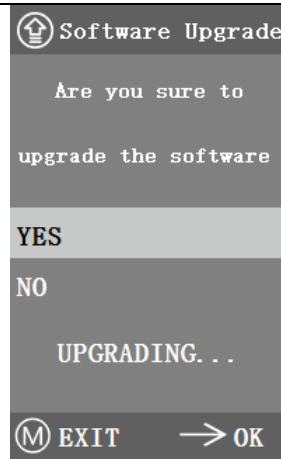 Software Upgrade
Are you sure to
upgrade the software
YES
NO
UPGRADING...
M EXIT → OK